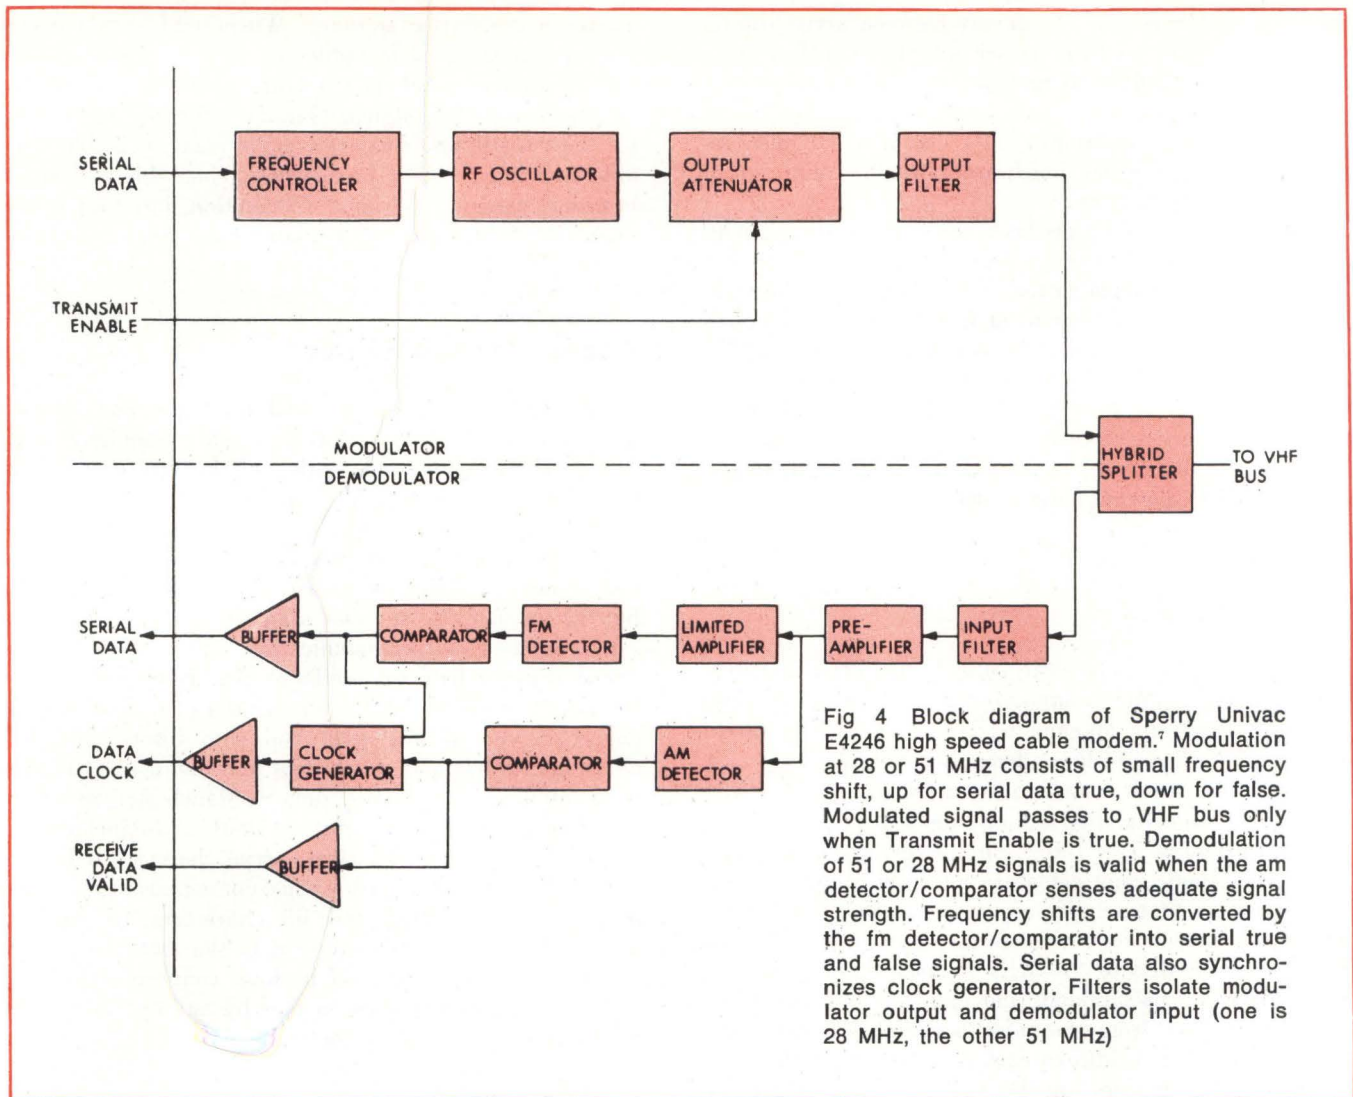 SERIAL
DATA
FREQUENCY
CONTROLLER
RF OSCILLATOR
OUTPUT
ATTENUATOR
OUTPUT
FILTER
TRANSMIT
ENABLE
MODULATOR
DEMODULATOR
HYBRID
SPLITTER
TO VHF
BUS
SERIAL
DATA
BUFFER
COMPARATOR
FM
DETECTOR
LIMITED
AMPLIFIER
PRE-
AMPLIFIER
INPUT
FILTER
DATA
CLOCK
BUFFER
CLOCK
GENERATOR
COMPARATOR
AM
DETECTOR
RECEIVE
DATA
VALID
BUFFER
Fig 4 Block diagram of Sperry Univac
E4246 high speed cable modem.⁷ Modulation
at 28 or 51 MHz consists of small frequency
shift, up for serial data true, down for false.
Modulated signal passes to VHF bus only
when Transmit Enable is true. Demodulation
of 51 or 28 MHz signals is valid when the am
detector/comparator senses adequate signal
strength. Frequency shifts are converted by
the fm detector/comparator into serial true
and false signals. Serial data also synchro-
nizes clock generator. Filters isolate modu-
lator output and demodulator input (one is
28 MHz, the other 51 MHz)